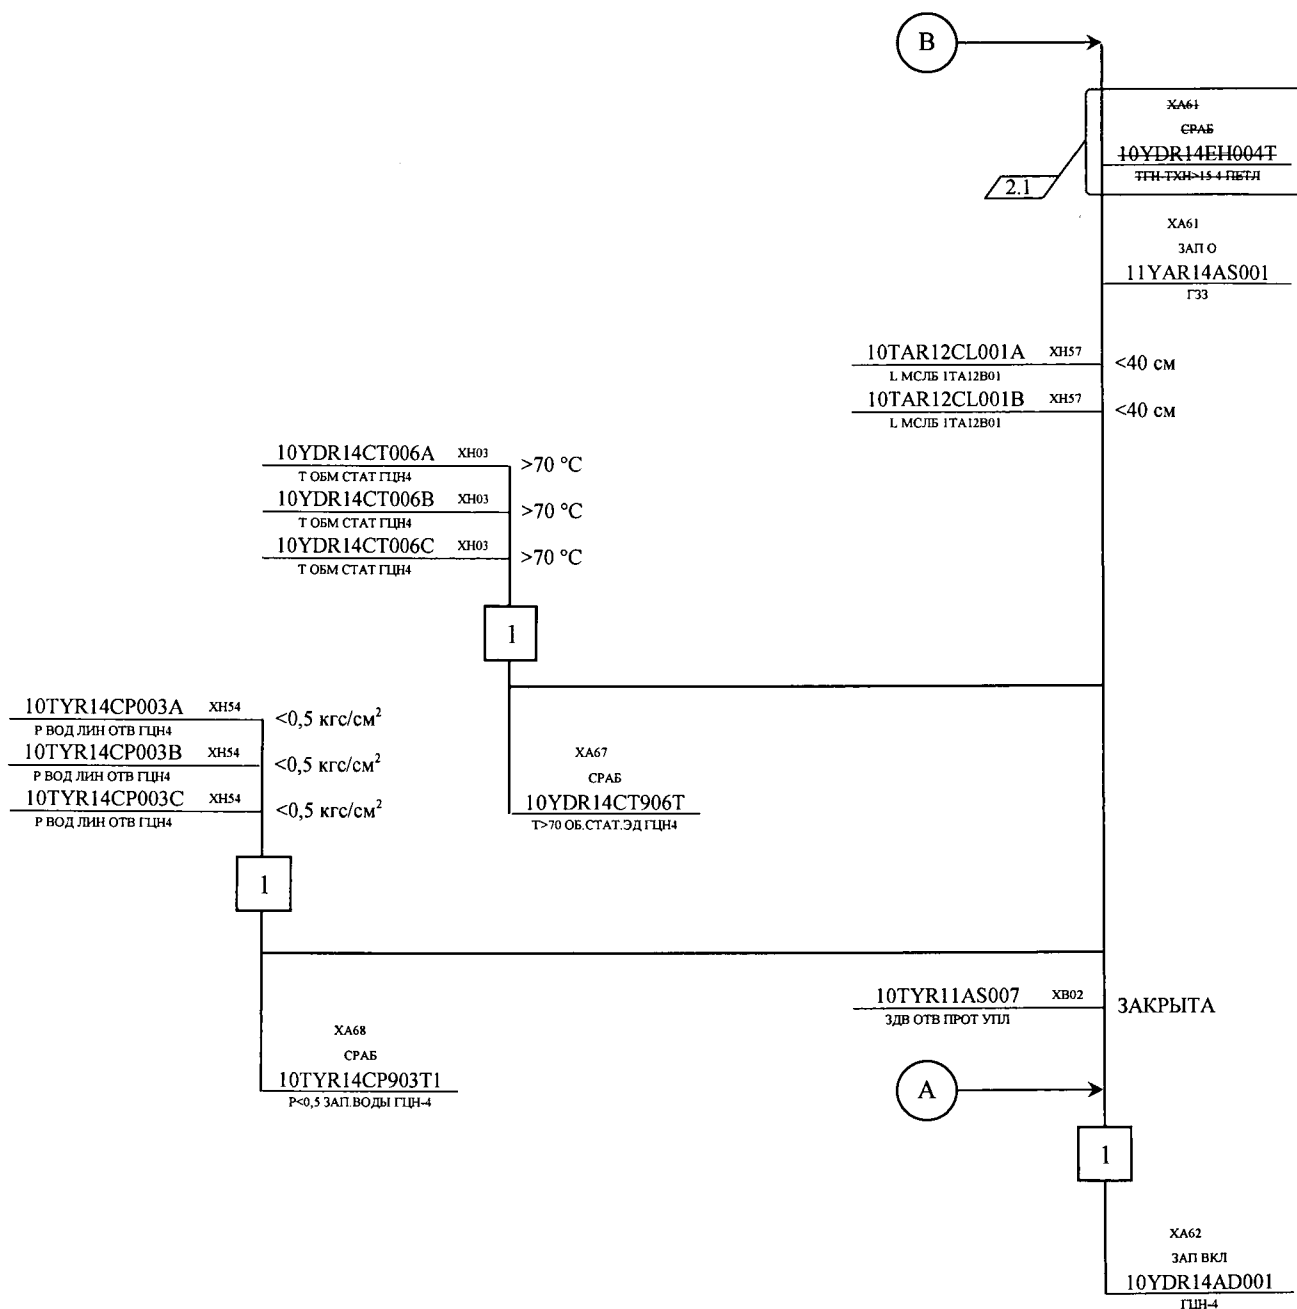 B
ХА61
СРАБ
10YDR14EH004T
ТГН-ТХН>15 4 ПЕТЛ
2.1
ХА61
ЗАП О
11YAR14AS001
ГЗЗ
10TAR12CL001A XH57 <40 см
L МСЛБ 1TA12B01
10TAR12CL001B XH57 <40 см
L МСЛБ 1TA12B01
10YDR14CT006A XH03 >70 °C
Т ОБМ СТАТ ГЦН4
10YDR14CT006B XH03 >70 °C
Т ОБМ СТАТ ГЦН4
10YDR14CT006C XH03 >70 °C
Т ОБМ СТАТ ГЦН4
1
10TYR14CP003A XH54 <0,5 кгс/см²
Р ВОД ЛИН ОТВ ГЦН4
10TYR14CP003B XH54 <0,5 кгс/см²
Р ВОД ЛИН ОТВ ГЦН4
10TYR14CP003C XH54 <0,5 кгс/см²
Р ВОД ЛИН ОТВ ГЦН4
ХА67
СРАБ
10YDR14CT906T
Т>70 ОБ.СТАТ.ЭД ГЦН4
1
10TYR11AS007 XB02 ЗАКРЫТА
ЗДВ ОТВ ПРОТ УПЛ
ХА68
СРАБ
10TYR14CP903T1
Р<0,5 ЗАП.ВОДЫ ГЦН-4
A
1
ХА62
ЗАП ВКЛ
10YDR14AD001
ГЦН-4